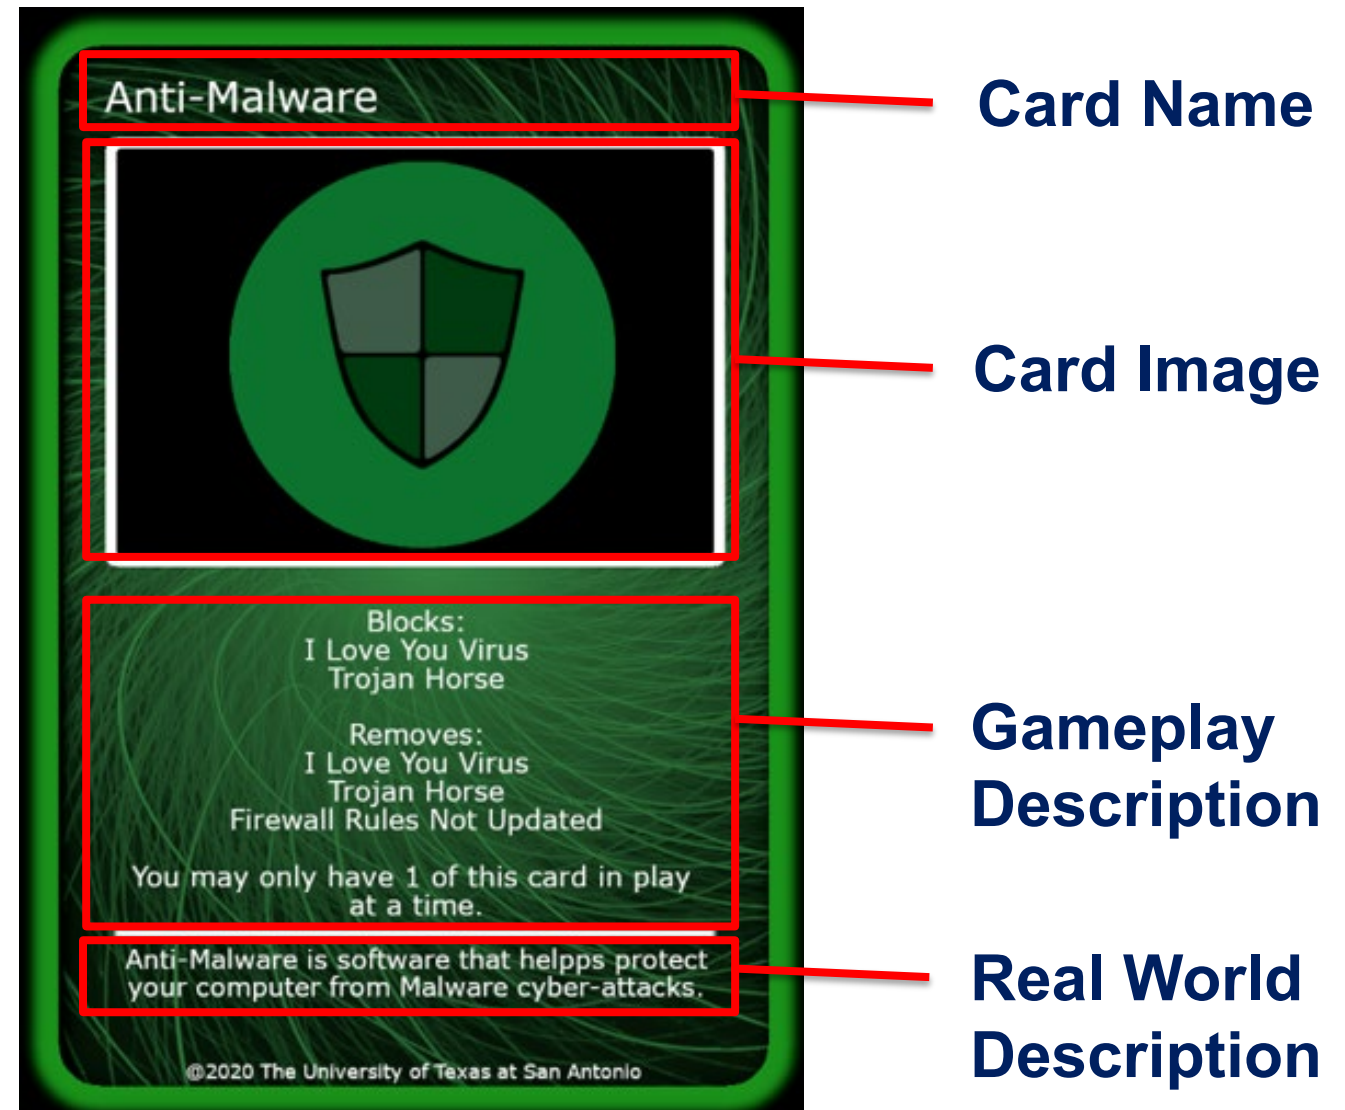 Anti-Malware
Card Name
Card Image
Blocks:
I Love You Virus
Trojan Horse
Removes:
I Love You Virus
Trojan Horse
Firewall Rules Not Updated
You may only have 1 of this card in play
at a time.
Gameplay
Description
Anti-Malware is software that helpps protect
your computer from Malware cyber-attacks.
Real World
Description
@2020 The University of Texas at San Antonio